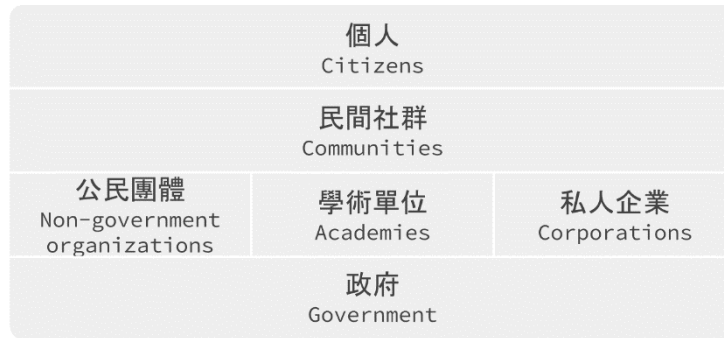 個人
Citizens
民間社群
Communities
公民團體
Non-government
organizations
學術單位
Academies
私人企業
Corporations
政府
Government